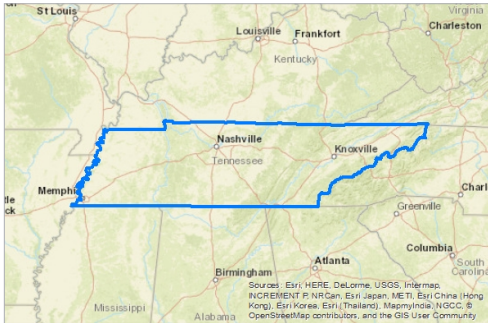 St Louis
Louisville
Frankfort
Charleston
Virginia
Kentucky
Nashville
Tennessee
Knoxville
Memphis
tle
ck
Charl
Greenville
Columbia
South
Carolina
Atlanta
Birmingham
Mississippi
Alabama
Sources: Esri, HERE, DeLorme, USGS, Intermap,
INCREMENT P, NRCan, Esri Japan, METI, Esri China (Hong
Kong), Esri Korea, Esri (Thailand), MapmyIndia, NGCC, ©
OpenStreetMap contributors, and the GIS User Community